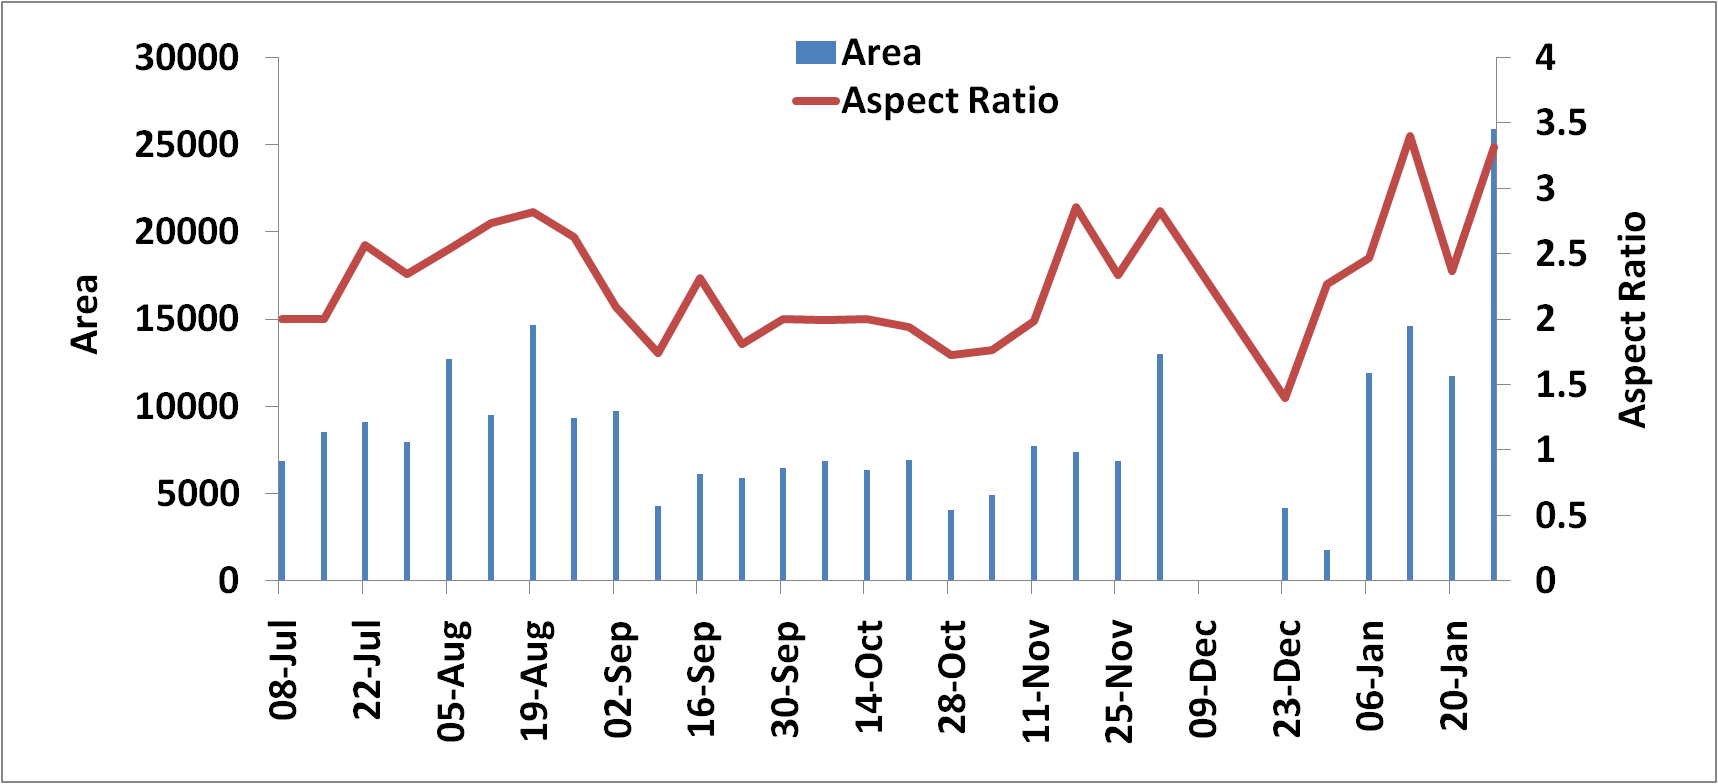 Area
Aspect Ratio
30000
25000
20000
15000
10000
5000
0
Area
4
3.5
3
2.5
2
1.5
1
0.5
0
Aspect Ratio
08-Jul
22-Jul
05-Aug
19-Aug
02-Sep
16-Sep
30-Sep
14-Oct
28-Oct
11-Nov
25-Nov
09-Dec
23-Dec
06-Jan
20-Jan